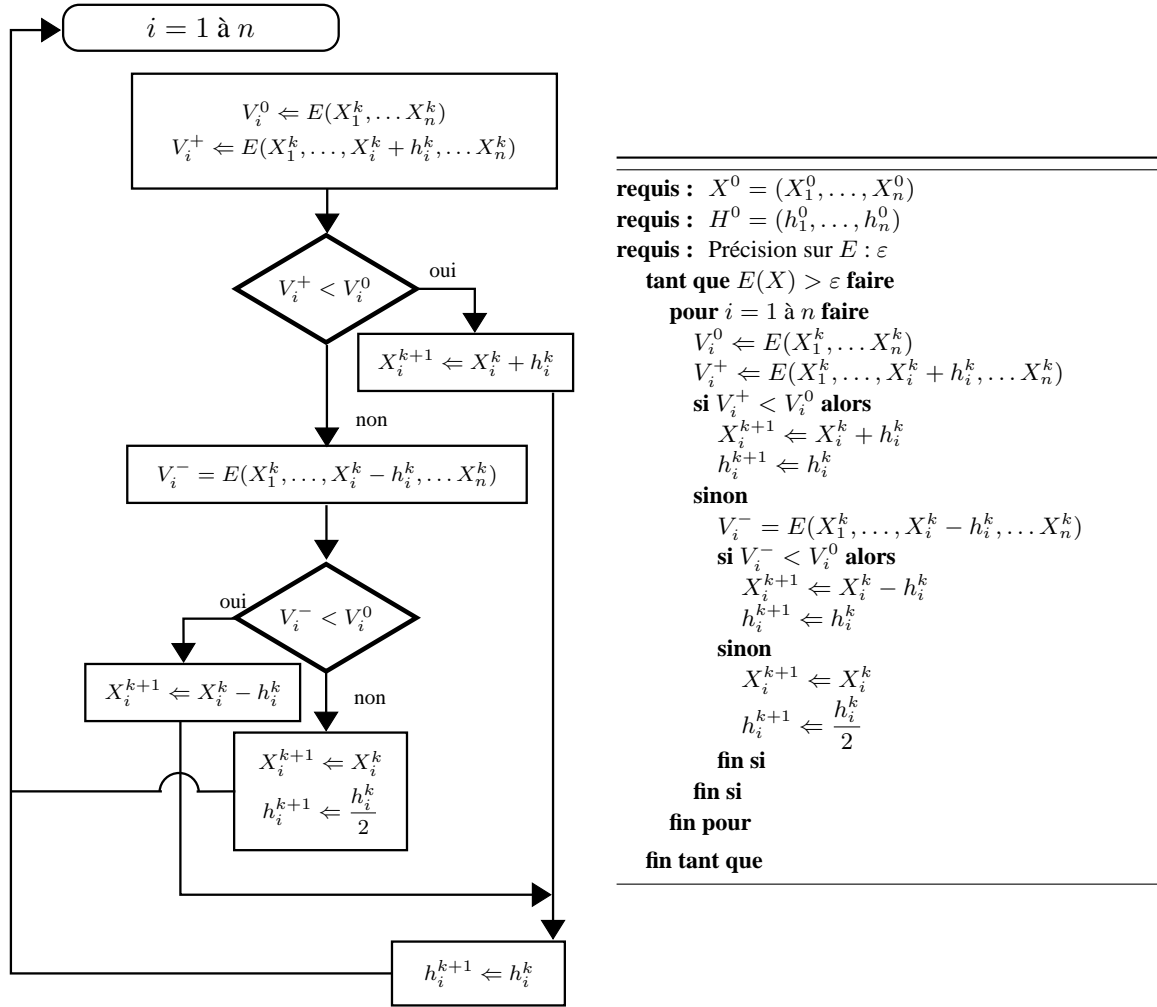 i = 1 à n
V_i^0 ⇐ E(X_1^k, … X_n^k)
V_i^+ ⇐ E(X_1^k, …, X_i^k + h_i^k, … X_n^k)
V_i^+ < V_i^0
oui
X_i^{k+1} ⇐ X_i^k + h_i^k
non
V_i^- = E(X_1^k, …, X_i^k − h_i^k, … X_n^k)
oui
V_i^- < V_i^0
X_i^{k+1} ⇐ X_i^k − h_i^k
non
X_i^{k+1} ⇐ X_i^k
h_i^{k+1} ⇐ h_i^k/2
h_i^{k+1} ⇐ h_i^k
requis : X^0 = (X_1^0, …, X_n^0)
requis : H^0 = (h_1^0, …, h_n^0)
requis : Précision sur E : ε
tant que E(X) > ε faire
pour i = 1 à n faire
V_i^0 ⇐ E(X_1^k, … X_n^k)
V_i^+ ⇐ E(X_1^k, …, X_i^k + h_i^k, … X_n^k)
si V_i^+ < V_i^0 alors
X_i^{k+1} ⇐ X_i^k + h_i^k
h_i^{k+1} ⇐ h_i^k
sinon
V_i^- = E(X_1^k, …, X_i^k − h_i^k, … X_n^k)
si V_i^- < V_i^0 alors
X_i^{k+1} ⇐ X_i^k − h_i^k
h_i^{k+1} ⇐ h_i^k
sinon
X_i^{k+1} ⇐ X_i^k
h_i^{k+1} ⇐ h_i^k/2
fin si
fin si
fin pour
fin tant que